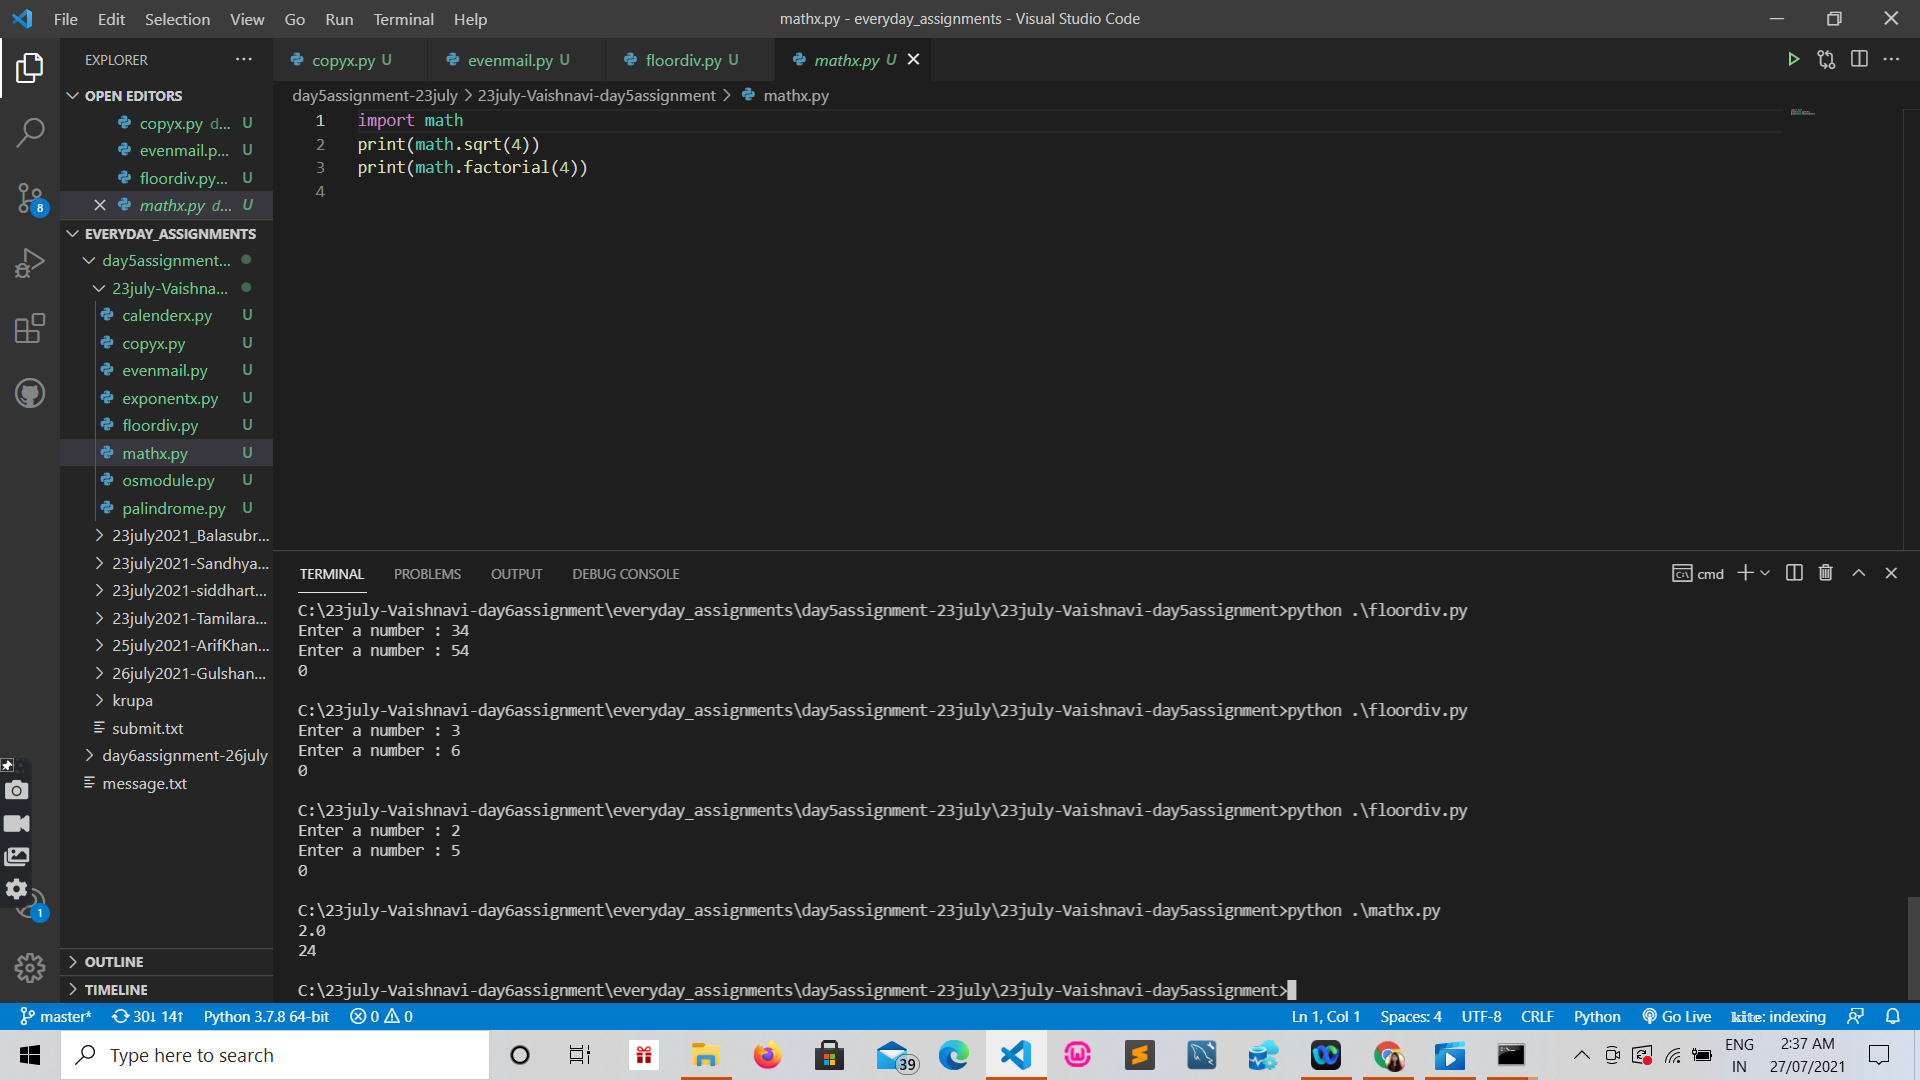 File Edit Selection View Go Run Terminal Help
mathx.py - everyday_assignments - Visual Studio Code
EXPLORER
OPEN EDITORS
copyx.py d... U
evenmail.p... U
floordiv.py... U
mathx.py d... U
EVERYDAY_ASSIGNMENTS
day5assignment...
23july-Vaishna...
calenderx.py U
copyx.py U
evenmail.py U
exponentx.py U
floordiv.py U
mathx.py U
osmodule.py U
palindrome.py U
23july2021_Balasubr...
23july2021-Sandhya...
23july2021-siddhart...
23july2021-Tamilara...
25july2021-ArifKhan...
26july2021-Gulshan...
krupa
submit.txt
day6assignment-26july
message.txt
OUTLINE
TIMELINE
8
1
copyx.py U evenmail.py U floordiv.py U mathx.py U
day5assignment-23july > 23july-Vaishnavi-day5assignment > mathx.py
1 import math
2 print(math.sqrt(4))
3 print(math.factorial(4))
4
TERMINAL PROBLEMS OUTPUT DEBUG CONSOLE
cmd
C:\23july-Vaishnavi-day6assignment\everyday_assignments\day5assignment-23july\23july-Vaishnavi-day5assignment>python .\floordiv.py
Enter a number : 34
Enter a number : 54
0
C:\23july-Vaishnavi-day6assignment\everyday_assignments\day5assignment-23july\23july-Vaishnavi-day5assignment>python .\floordiv.py
Enter a number : 3
Enter a number : 6
0
C:\23july-Vaishnavi-day6assignment\everyday_assignments\day5assignment-23july\23july-Vaishnavi-day5assignment>python .\floordiv.py
Enter a number : 2
Enter a number : 5
0
C:\23july-Vaishnavi-day6assignment\everyday_assignments\day5assignment-23july\23july-Vaishnavi-day5assignment>python .\mathx.py
2.0
24
C:\23july-Vaishnavi-day6assignment\everyday_assignments\day5assignment-23july\23july-Vaishnavi-day5assignment>
master* 30↓ 14↑ Python 3.7.8 64-bit 0 0
Ln 1, Col 1 Spaces: 4 UTF-8 CRLF Python Go Live kite: indexing
Type here to search
39
ENG
IN
2:37 AM
27/07/2021